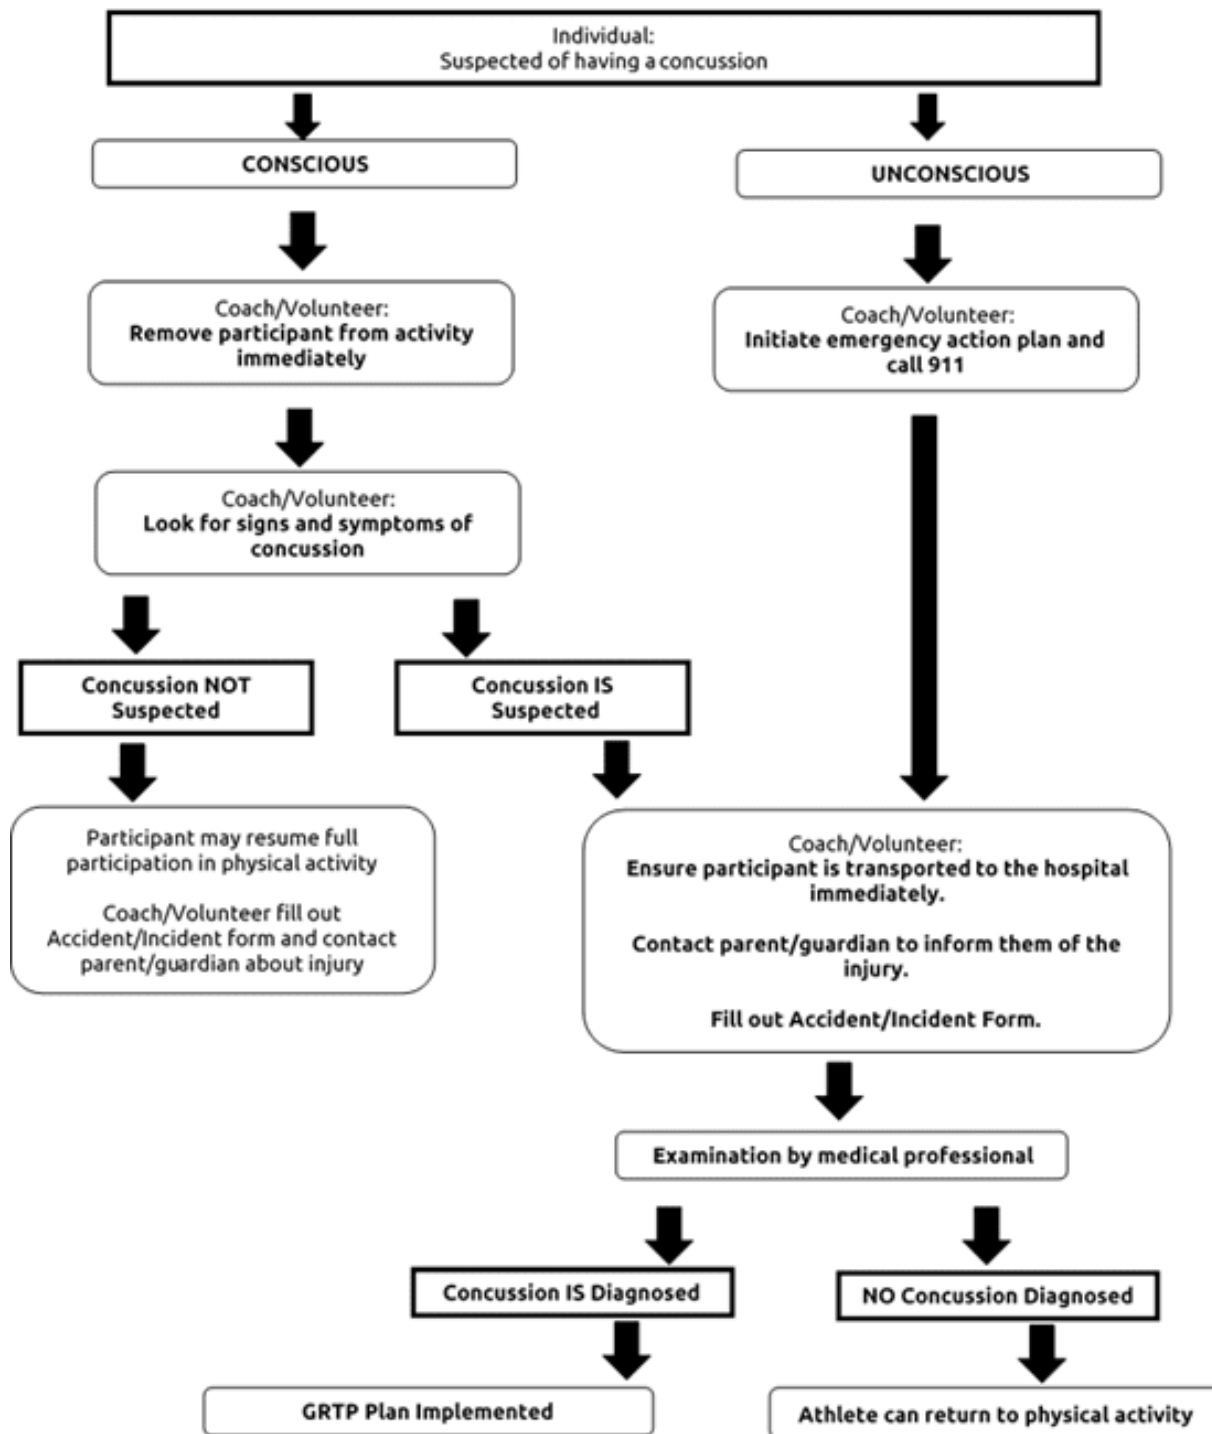 Individual:
Suspected of having a concussion
CONSCIOUS
UNCONSCIOUS
Coach/Volunteer:
Remove participant from activity
immediately
Coach/Volunteer:
Initiate emergency action plan and
call 911
Coach/Volunteer:
Look for signs and symptoms of
concussion
Concussion NOT
Suspected
Concussion IS
Suspected
Participant may resume full
participation in physical activity
Coach/Volunteer fill out
Accident/Incident form and contact
parent/guardian about injury
Coach/Volunteer:
Ensure participant is transported to the hospital
immediately.
Contact parent/guardian to inform them of the
injury.
Fill out Accident/Incident Form.
Examination by medical professional
Concussion IS Diagnosed
NO Concussion Diagnosed
GRTP Plan Implemented
Athlete can return to physical activity